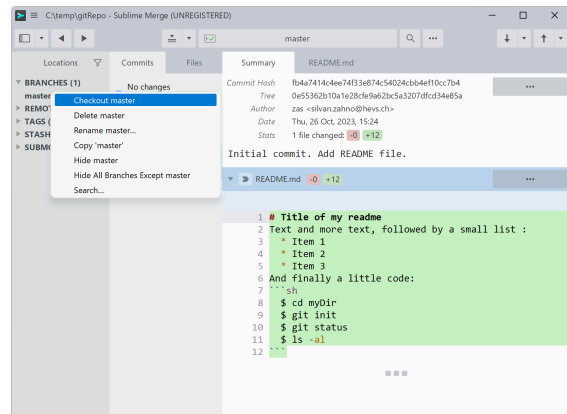 C:\temp\gitRepo - Sublime Merge (UNREGISTERED)
master
Locations
Commits
Files
Summary
README.md
BRANCHES (1)
master
REMOT
TAGS (
STASH
SUBMO
No changes
Checkout master
Delete master
Rename master...
Copy 'master'
Hide master
Hide All Branches Except master
Search...
Commit Hash fb4a7414c4ee74f33e874c54024cbb4ef10cc7b4
Tree 0e55362b10a1e28cfe9a62bc5a3207dfcd34e85a
Author zas <silvan.zahno@hevs.ch>
Date Thu, 26 Oct, 2023, 15:24
Stats 1 file changed: -0 +12
Initial commit. Add README file.
README.md -0 +12
1 # Title of my readme
2 Text and more text, followed by a small list :
3 * Item 1
4 * Item 2
5 * Item 3
6 And finally a little code:
7 ```sh
8 $ cd myDir
9 $ git init
10 $ git status
11 $ ls -al
12 ```